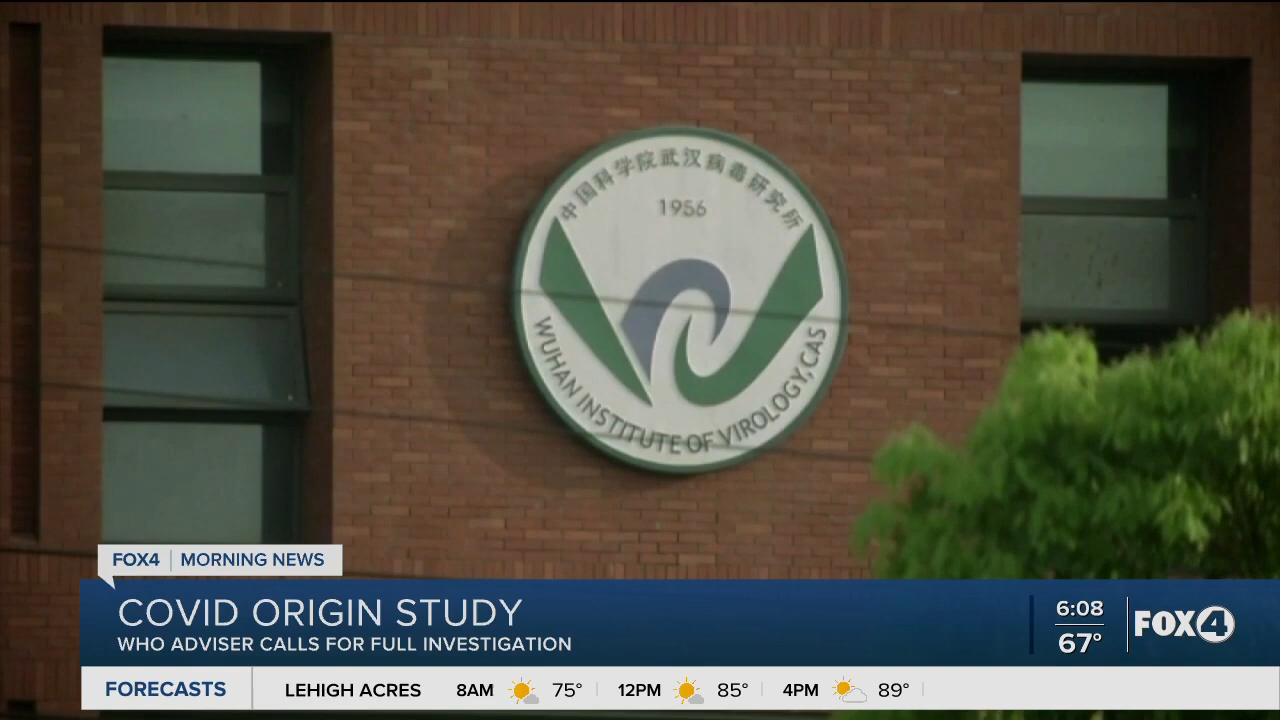 中国科学院武汉病毒研究所
1956
WUHAN INSTITUTE OF VIROLOGY, CAS
FOX4 | MORNING NEWS
COVID ORIGIN STUDY
WHO ADVISER CALLS FOR FULL INVESTIGATION
6:08
67°
FOX 4
FORECASTS LEHIGH ACRES 8AM 75° 12PM 85° 4PM 89°